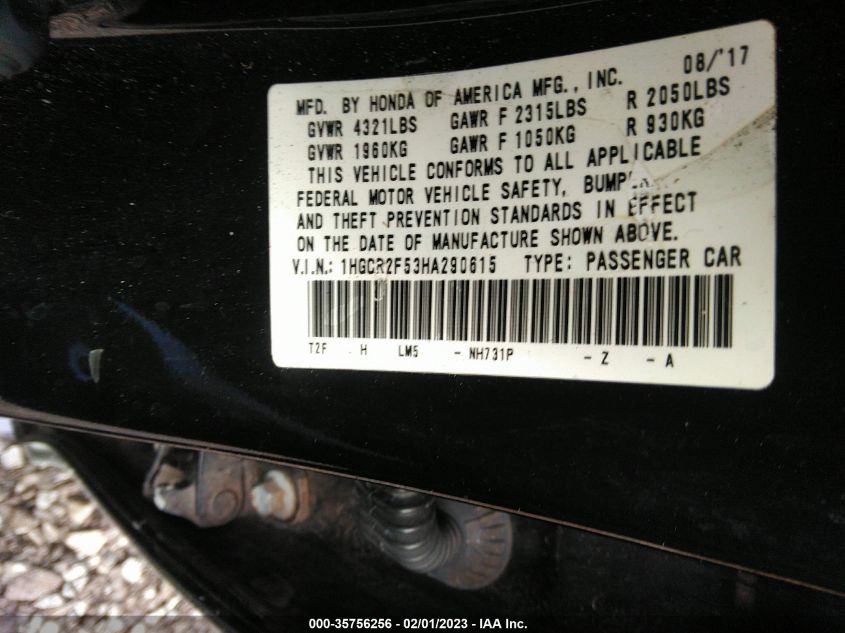 08/'17
MFD. BY HONDA OF AMERICA MFG., INC.
GVWR 4321LBS GAWR F 2315LBS R 2050LBS
GVWR 1960KG GAWR F 1050KG R 930KG
THIS VEHICLE CONFORMS TO ALL APPLICABLE
FEDERAL MOTOR VEHICLE SAFETY, BUMP
AND THEFT PREVENTION STANDARDS IN EFFECT
ON THE DATE OF MANUFACTURE SHOWN ABOVE.
V.I.N.: 1HGCR2F53HA290615 TYPE: PASSENGER CAR
T2F H LM5 - NH731P - Z - A
000-35756256 - 02/01/2023 - IAA Inc.